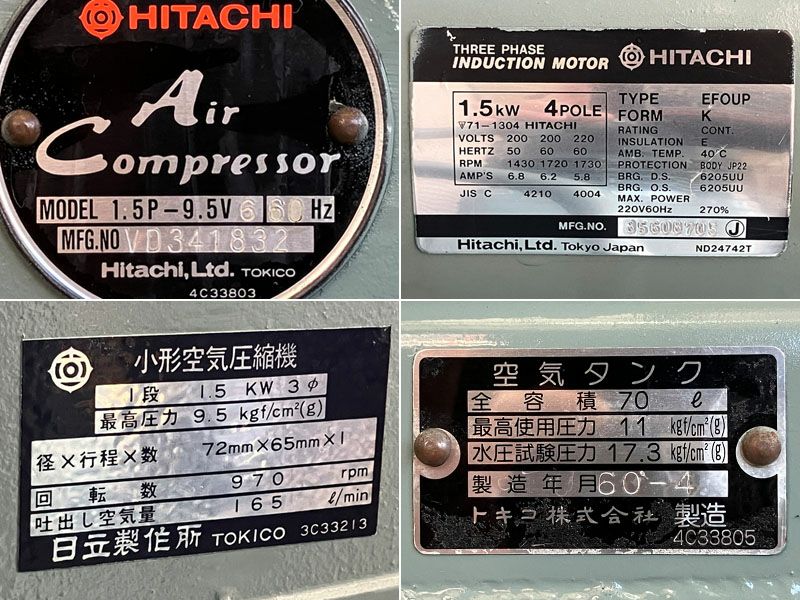 HITACHI
Air
Compressor
MODEL 1.5P-9.5V 6 60 Hz
MFG.NO VD341832
Hitachi,Ltd. TOKICO
4C33803
THREE PHASE
INDUCTION MOTOR HITACHI
1.5kW 4POLE
71-1304 HITACHI
VOLTS 200 200 220
HERTZ 50 60 60
RPM 1430 1720 1730
AMP'S 6.8 6.2 5.8
JIS C 4210 4004
TYPE EFOUP
FORM K
RATING CONT.
INSULATION E
AMB. TEMP. 40°C
PROTECTION BODY JP22
BRG. D.S. 6205UU
BRG. O.S. 6205UU
MAX. POWER
220V60Hz 270%
MFG.NO. J
Hitachi, Ltd. Tokyo Japan ND24742T
小形空気圧縮機
1段 1.5 KW 3φ
最高圧力 9.5 kgf/cm²(g)
径×行程×数 72mm×65mm×1
回転数 970 rpm
吐出し空気量 165 ℓ/min
日立製作所 TOKICO 3C33213
空気タンク
全容積 70 ℓ
最高使用圧力 11 kgf/cm²(g)
水圧試験圧力 17.3 kgf/cm²(g)
製造年月 60-4
トキコ株式会社 製造
4C33805